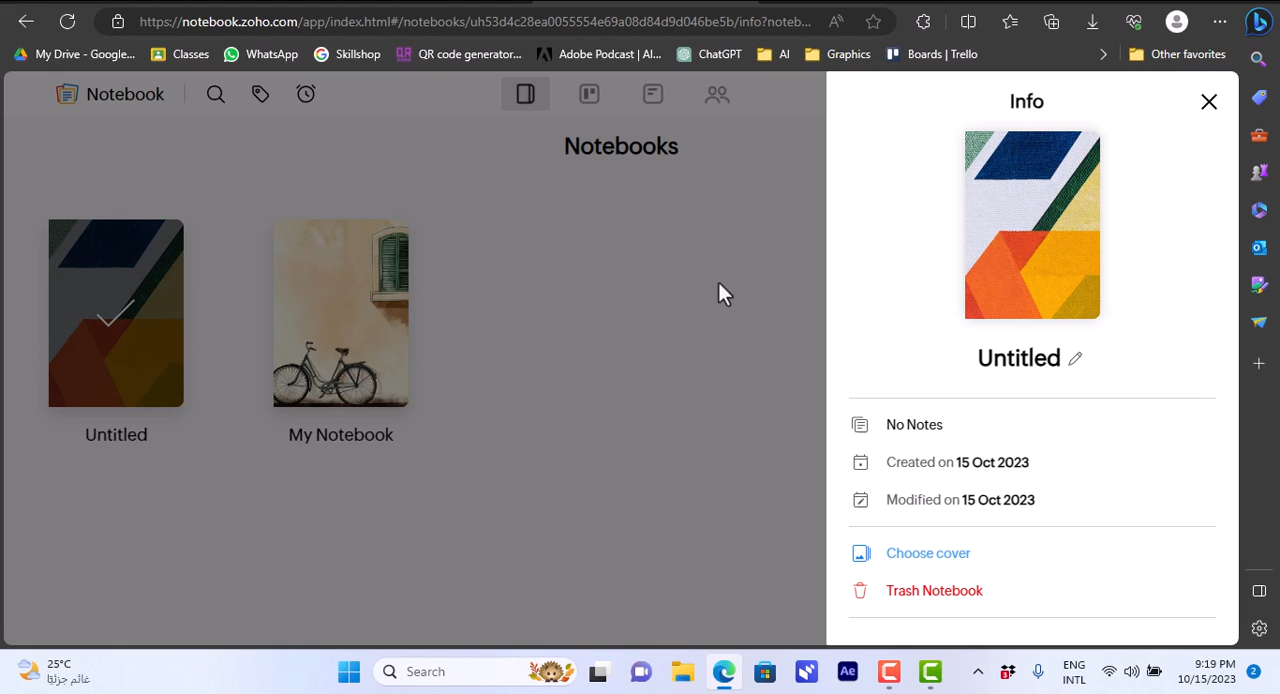 https://notebook.zoho.com/app/index.html#/notebooks/uh53d4c28ea0055554e69a08d84d9d046be5b/info?noteb...
My Drive - Google...
Classes
WhatsApp
Skillshop
QR code generator...
Adobe Podcast | Al...
ChatGPT
AI
Graphics
Boards | Trello
Other favorites
Notebook
Info
Notebooks
Untitled
Untitled
My Notebook
No Notes
Created on 15 Oct 2023
Modified on 15 Oct 2023
Choose cover
Trash Notebook
25°C
غائم جزئيًا
Search
Ae
3
ENG
INTL
9:19 PM
10/15/2023
2